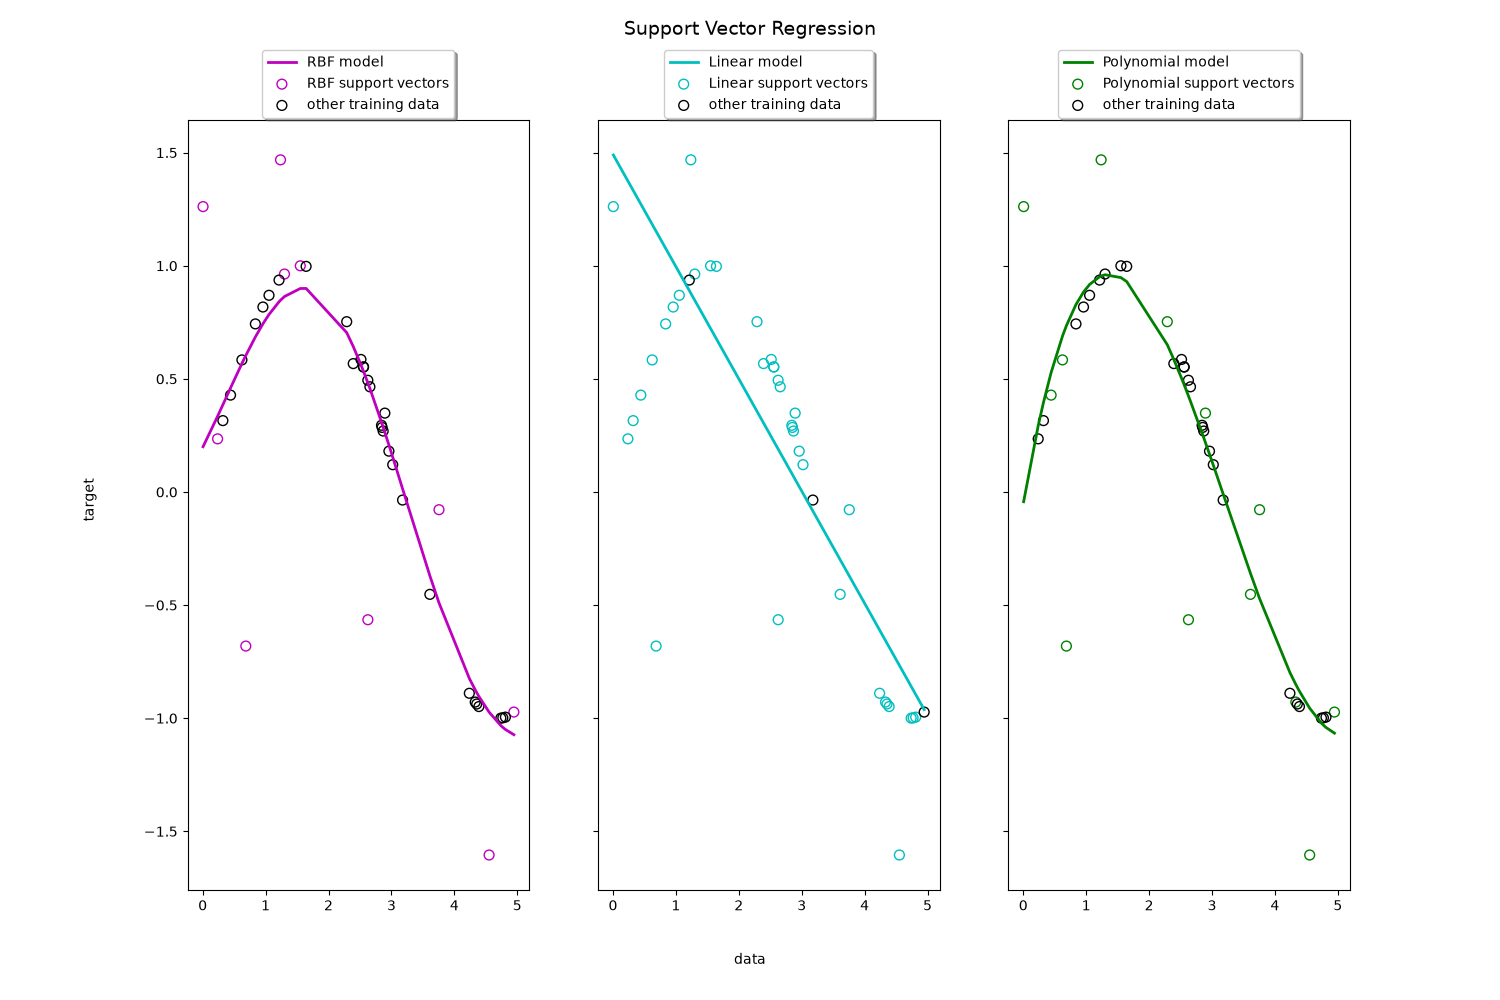 Support Vector Regression
RBF model
RBF support vectors
other training data
Linear model
Linear support vectors
other training data
Polynomial model
Polynomial support vectors
other training data
target
1.5
1.0
0.5
0.0
−0.5
−1.0
−1.5
0 1 2 3 4 5
0 1 2 3 4 5
0 1 2 3 4 5
data